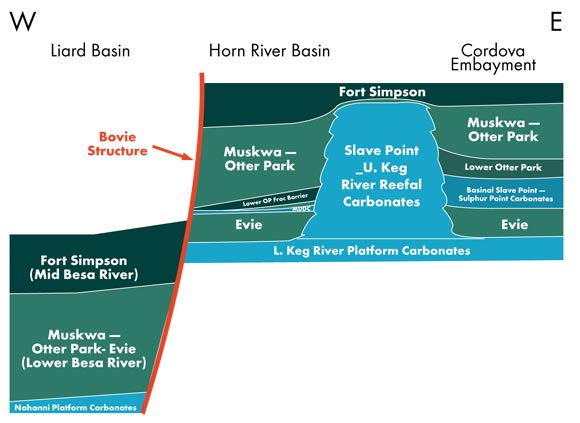 W
E
Liard Basin
Horn River Basin
Cordova
Embayment
Bovie
Structure
Fort Simpson
Muskwa —
Otter Park
Slave Point
_U. Keg
River Reefal
Carbonates
Muskwa —
Otter Park
Lower Otter Park
Lower OP Frac Barrier
MDDC
Basinal Slave Point —
Sulphur Point Carbonates
Evie
Evie
L. Keg River Platform Carbonates
Fort Simpson
(Mid Besa River)
Muskwa —
Otter Park- Evie
(Lower Besa River)
Nahanni Platform Carbonates